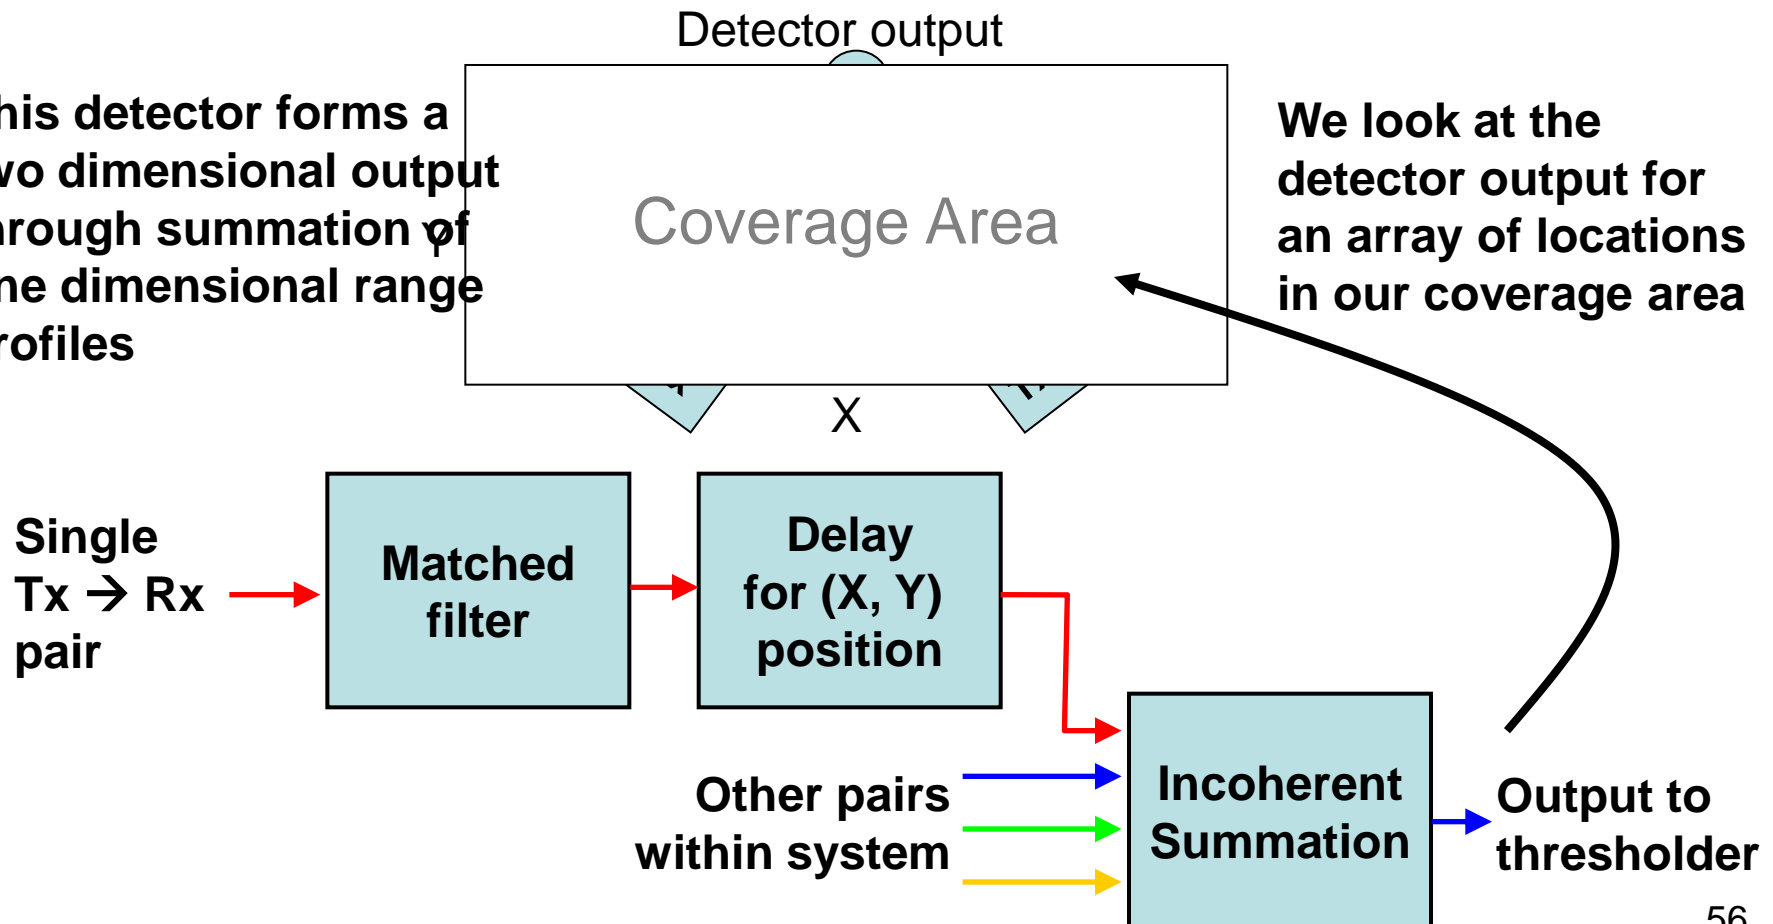 Detector output
his detector forms a
wo dimensional output
hrough summation of
ne dimensional range
rofiles
Y
Coverage Area
We look at the
detector output for
an array of locations
in our coverage area
X
Single
Tx → Rx
pair
Matched
filter
Delay
for (X, Y)
position
Other pairs
within system
Incoherent
Summation
Output to
thresholder
56